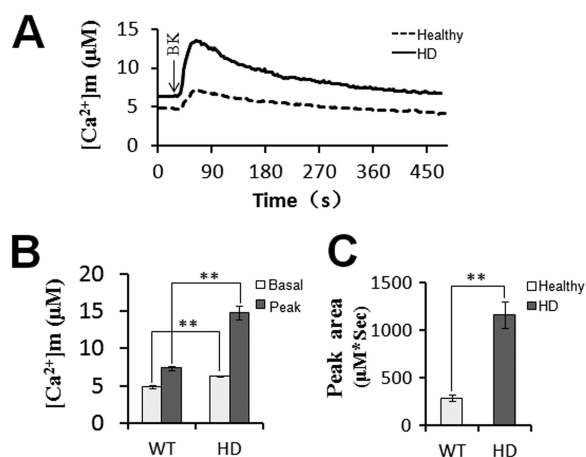 A
[Ca²⁺]m (μM)
15
10
5
0
BK
Healthy
HD
0 90 180 270 360 450
Time (s)
B
[Ca²⁺]m (μM)
20
15
10
5
0
**
**
Basal
Peak
WT HD
C
Peak area
(μM*Sec)
1500
1000
500
0
**
Healthy
HD
WT HD